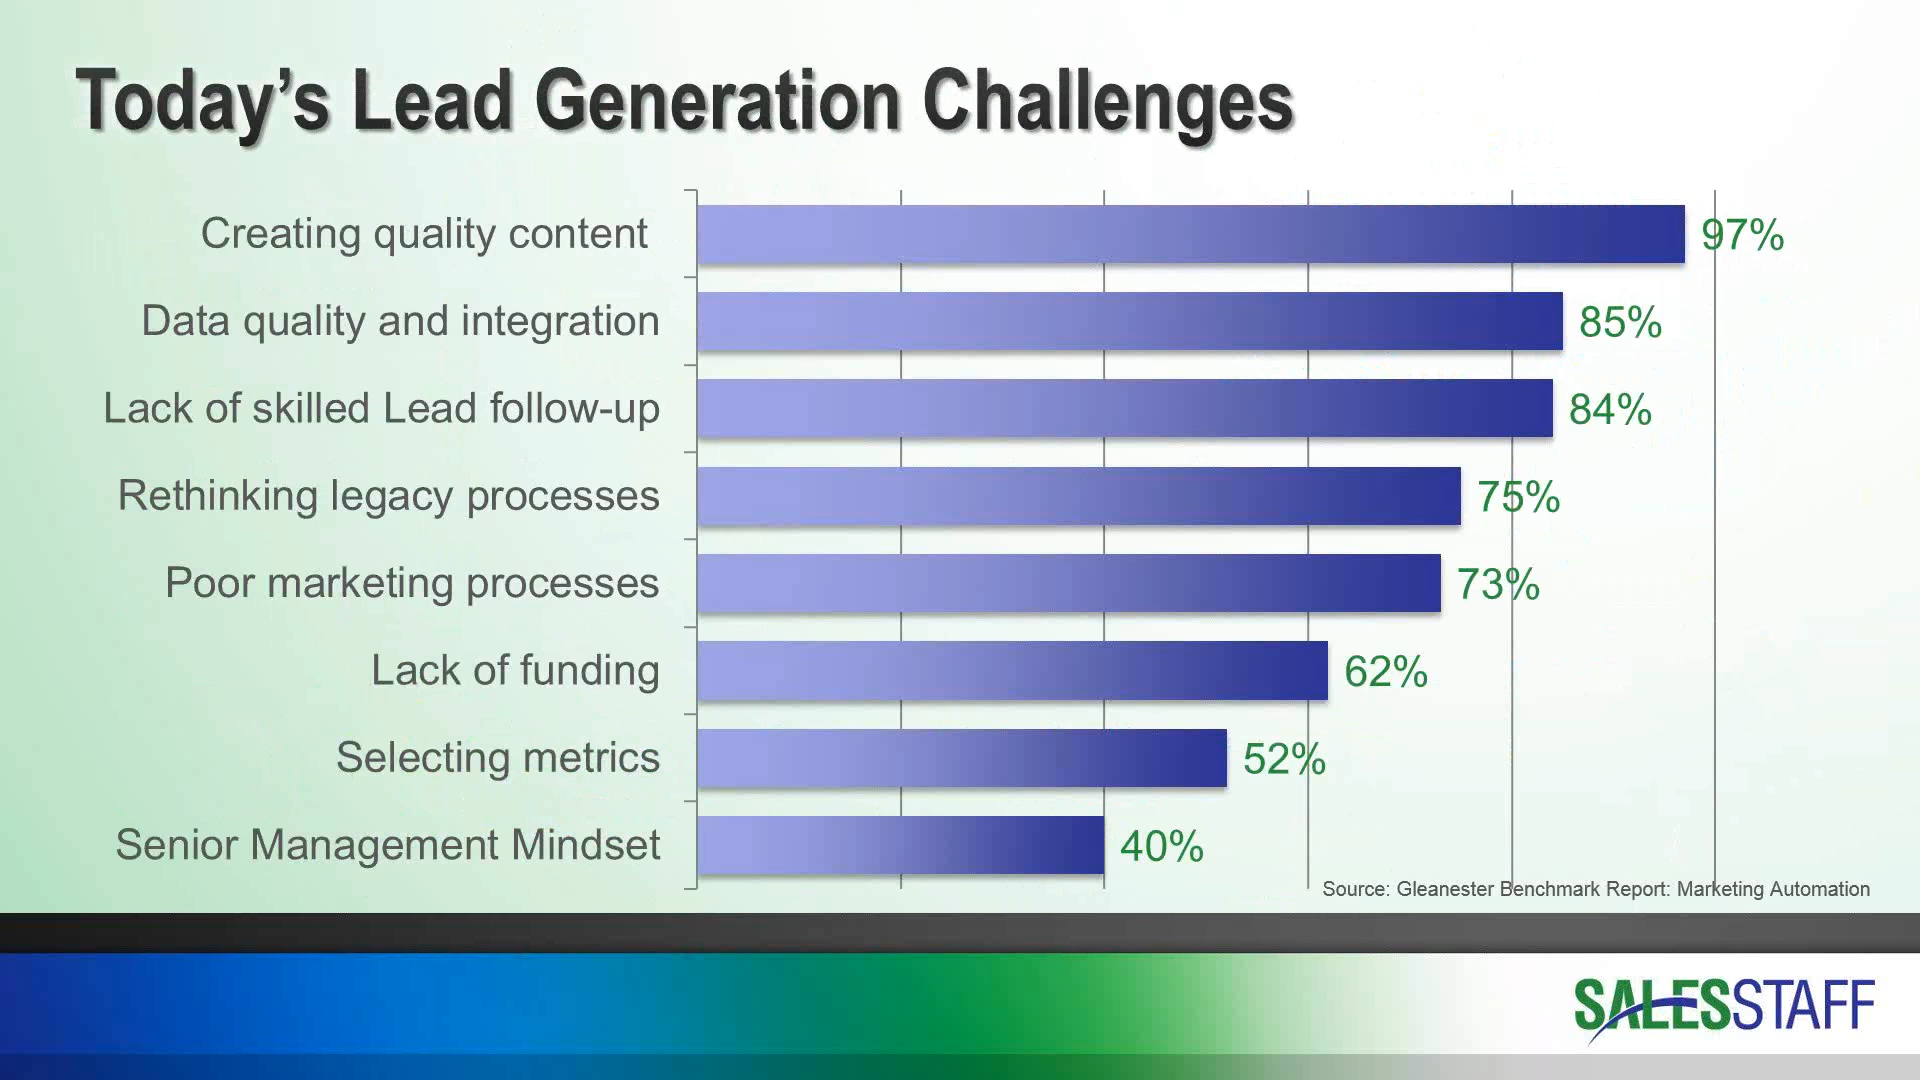 Today's Lead Generation Challenges
Creating quality content 97%
Data quality and integration 85%
Lack of skilled Lead follow-up 84%
Rethinking legacy processes 75%
Poor marketing processes 73%
Lack of funding 62%
Selecting metrics 52%
Senior Management Mindset 40%
Source: Gleanester Benchmark Report: Marketing Automation
SALESSTAFF